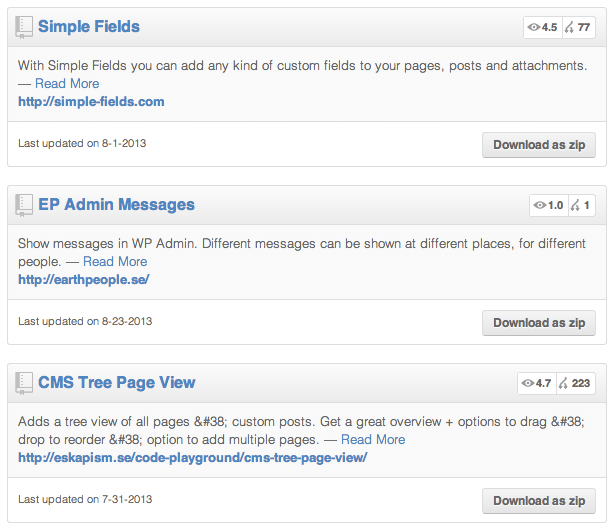 Simple Fields 4.5 77
With Simple Fields you can add any kind of custom fields to your pages, posts and attachments.
— Read More
http://simple-fields.com
Last updated on 8-1-2013 Download as zip
EP Admin Messages 1.0 1
Show messages in WP Admin. Different messages can be shown at different places, for different
people. — Read More
http://earthpeople.se/
Last updated on 8-23-2013 Download as zip
CMS Tree Page View 4.7 223
Adds a tree view of all pages &#38; custom posts. Get a great overview + options to drag &#38;
drop to reorder &#38; option to add multiple pages. — Read More
http://eskapism.se/code-playground/cms-tree-page-view/
Last updated on 7-31-2013 Download as zip